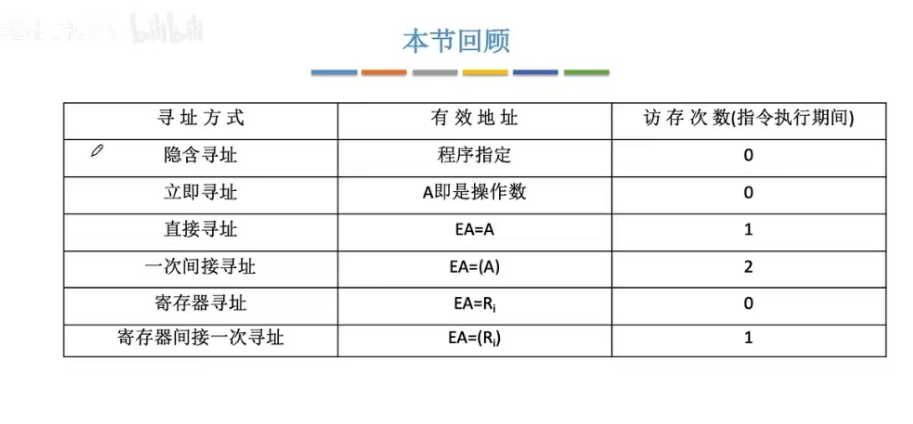 bilibili
本节回顾
寻址方式 有效地址 访存次数(指令执行期间)
隐含寻址 程序指定 0
立即寻址 A即是操作数 0
直接寻址 EA=A 1
一次间接寻址 EA=(A) 2
寄存器寻址 EA=Ri 0
寄存器间接一次寻址 EA=(Ri) 1